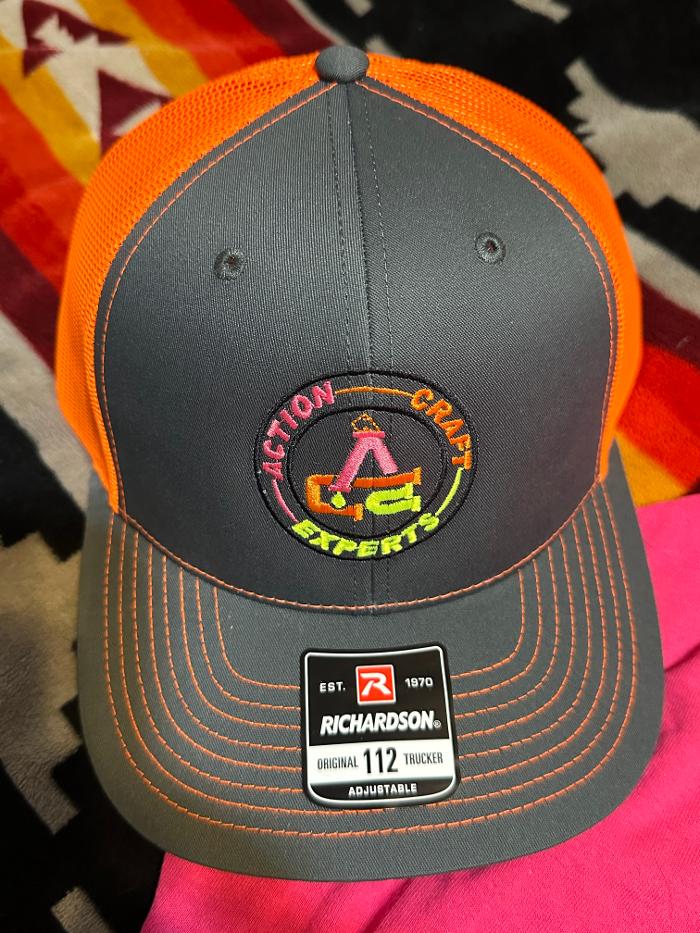 ACTION CRAFT
EXPERTS
EST. R 1970
RICHARDSON®
ORIGINAL 112 TRUCKER
ADJUSTABLE